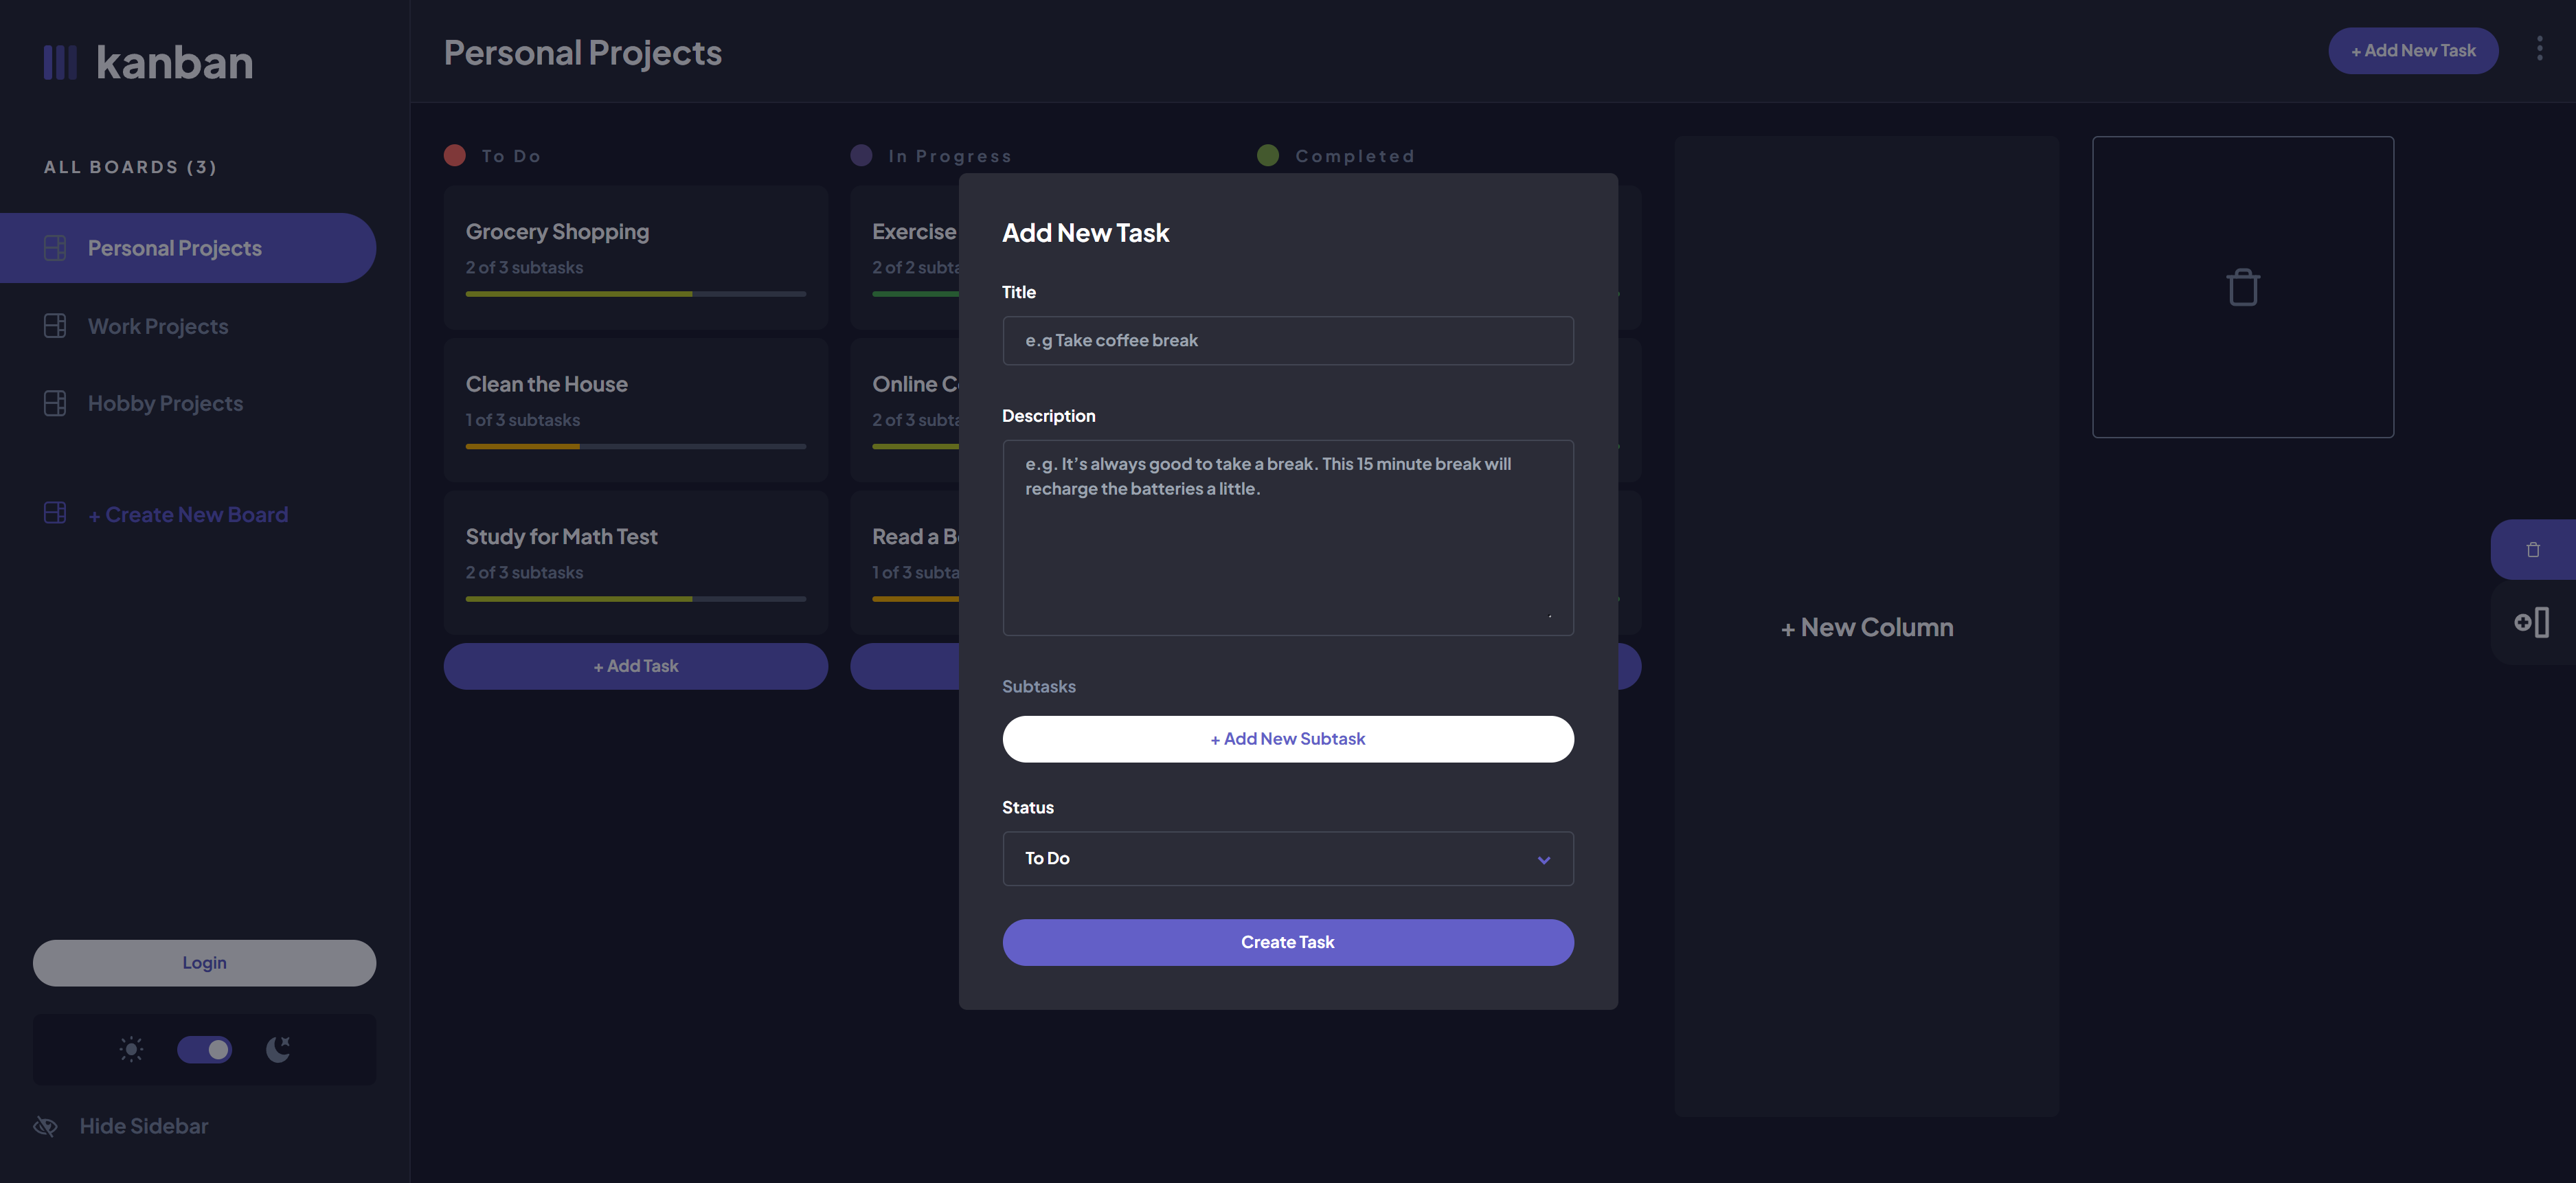 kanban
ALL BOARDS (3)
Personal Projects
Work Projects
Hobby Projects
+ Create New Board
Login
Hide Sidebar
Personal Projects
+ Add New Task
To Do
Grocery Shopping
2 of 3 subtasks
Clean the House
1 of 3 subtasks
Study for Math Test
2 of 3 subtasks
+ Add Task
In Progress
Exercise
2 of 2
Online
2 of 3
Read a
1 of 3
Completed
Add New Task
Title
e.g Take coffee break
Description
e.g. It’s always good to take a break. This 15 minute break will
recharge the batteries a little.
Subtasks
+ Add New Subtask
Status
To Do
Create Task
+ New Column